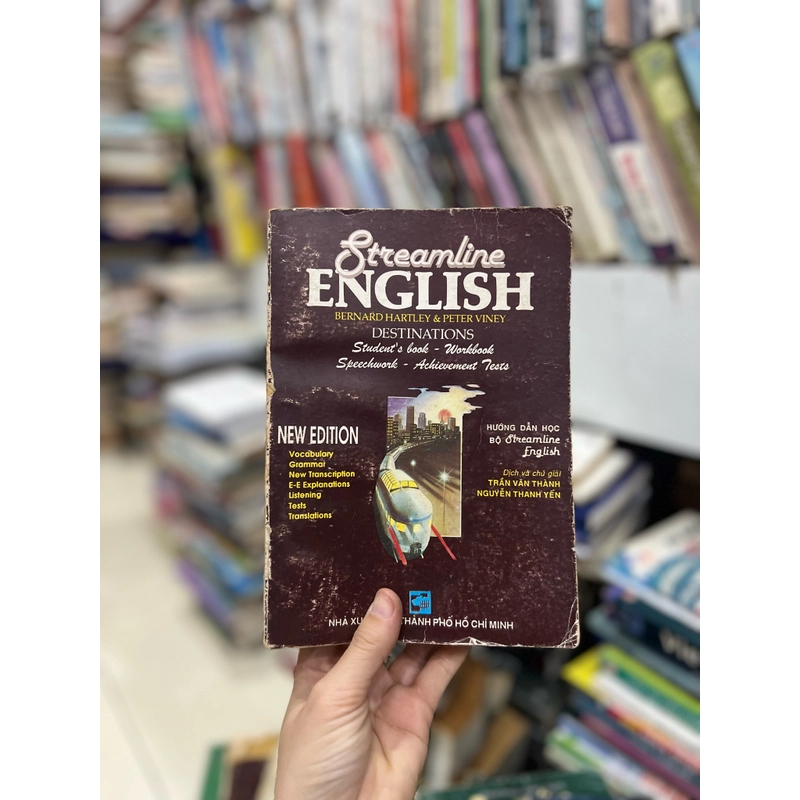 Streamline
ENGLISH
BERNARD HARTLEY & PETER VINEY
DESTINATIONS
Student's book - Workbook
Speechwork - Achievement Tests
NEW EDITION
Vocabulary
Grammar
New Transcription
E-E Explanations
Listening
Tests
Translations
HƯỚNG DẪN HỌC
BỘ Streamline
English
Dịch và chú giải
TRẦN VĂN THÀNH
NGUYỄN THANH YẾN
NHÀ THÀNH PHỐ HỒ CHÍ MINH